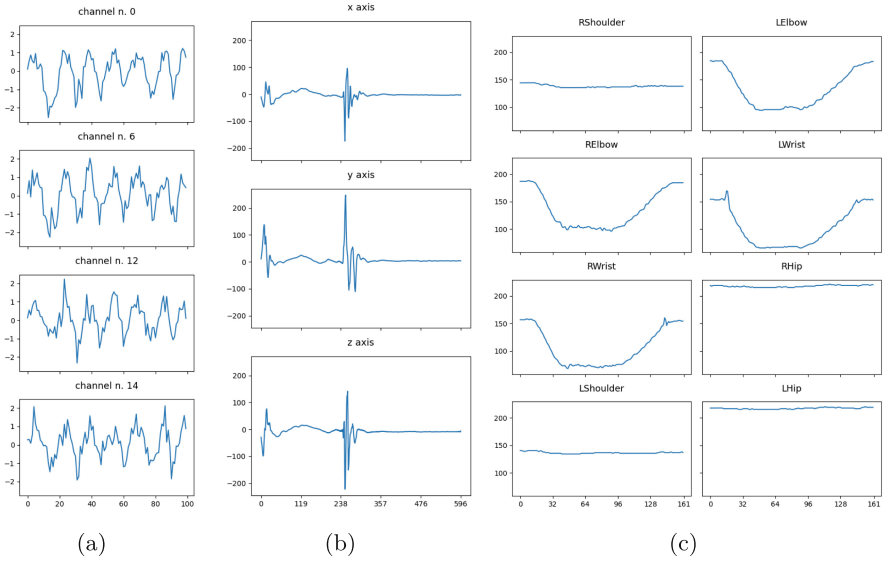 channel n. 0
2
1
0
−1
−2
channel n. 6
2
1
0
−1
−2
channel n. 12
2
1
0
−1
−2
channel n. 14
2
1
0
−1
−2
0 20 40 60 80 100
(a)
x axis
200
100
0
−100
−200
y axis
200
100
0
−100
−200
z axis
200
100
0
−100
−200
0 119 238 357 476 596
(b)
RShoulder LElbow
200
150
100
RElbow LWrist
200
150
100
RWrist RHip
200
150
100
LShoulder LHip
200
150
100
0 32 64 96 128 161 0 32 64 96 128 161
(c)